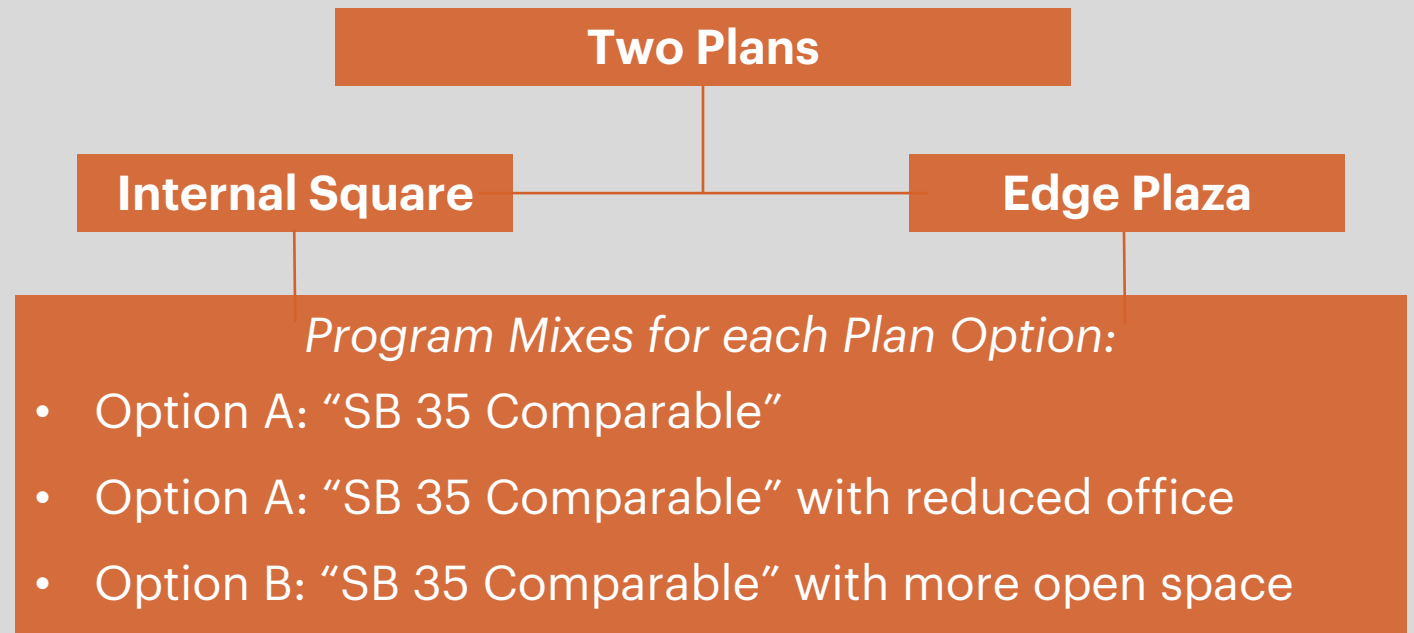 Two Plans
Internal Square
Edge Plaza
Program Mixes for each Plan Option:
• Option A: “SB 35 Comparable”
• Option A: “SB 35 Comparable” with reduced office
• Option B: “SB 35 Comparable” with more open space